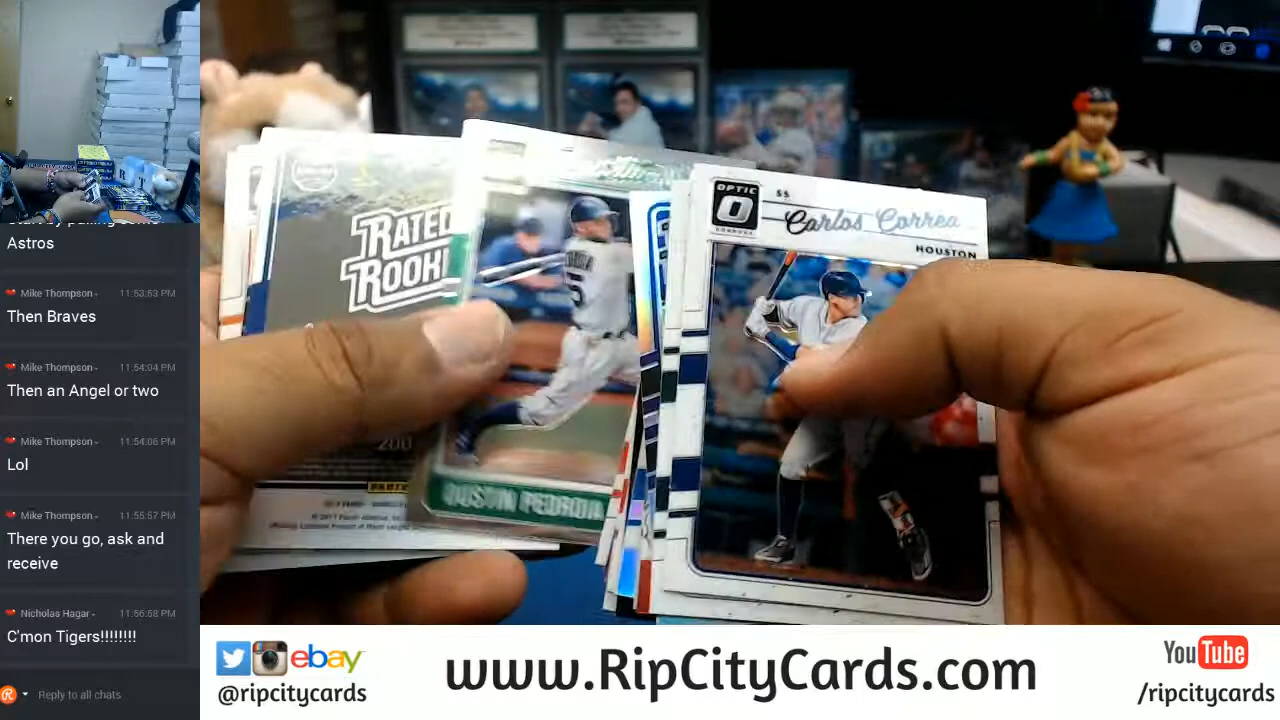 Astros
Mike Thompson- 11:53:53 PM
Then Braves
Mike Thompson- 11:54:04 PM
Then an Angel or two
Mike Thompson- 11:54:06 PM
Lol
Mike Thompson- 11:55:57 PM
There you go, ask and
receive
Nicholas Hagar- 11:56:58 PM
C'mon Tigers!!!!!!!!
Reply to all chats
RATED
ROOKI
200
DUSTIN PEDROIA
OPTIC
SS
Carlos Correa
HOUSTON
ebay
@ripcitycards
www.RipCityCards.com
YouTube
/ripcitycards